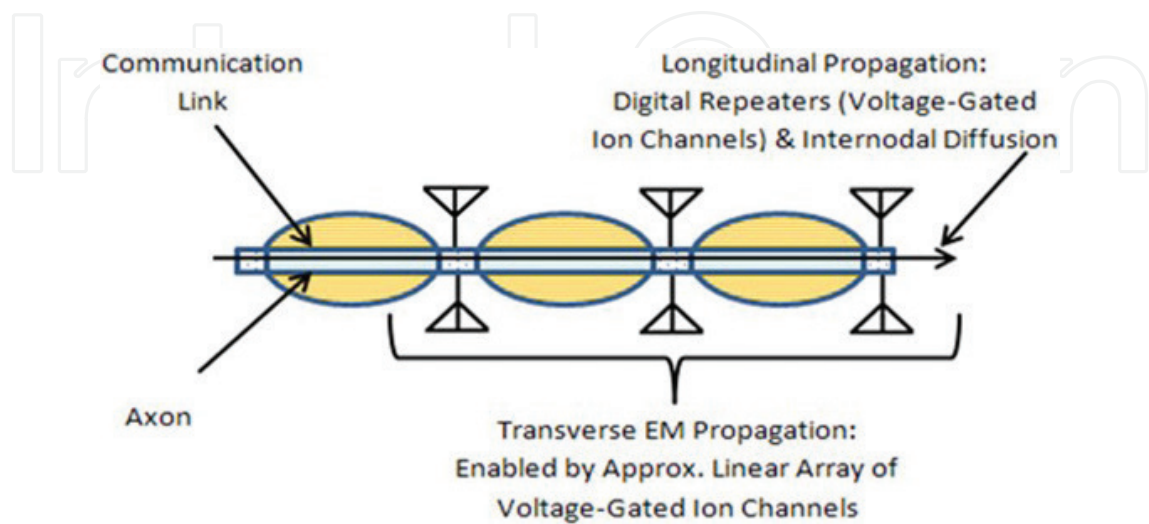 Communication
Link
Longitudinal Propagation:
Digital Repeaters (Voltage-Gated
Ion Channels) & Internodal Diffusion
Axon
Transverse EM Propagation:
Enabled by Approx. Linear Array of
Voltage-Gated Ion Channels